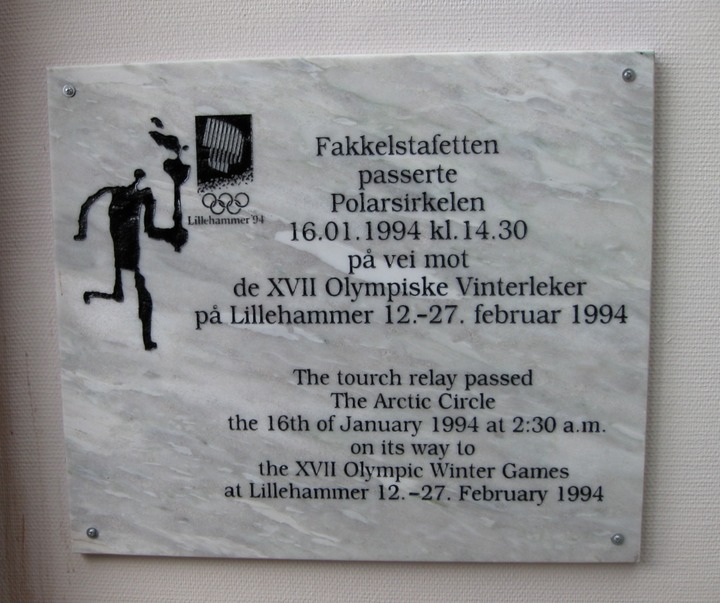 Lillehammer '94
Fakkelstafetten
passerte
Polarsirkelen
16.01.1994 kl.14.30
på vei mot
de XVII Olympiske Vinterleker
på Lillehammer 12.-27. februar 1994
The tourch relay passed
The Arctic Circle
the 16th of January 1994 at 2:30 a.m.
on its way to
the XVII Olympic Winter Games
at Lillehammer 12.-27. February 1994